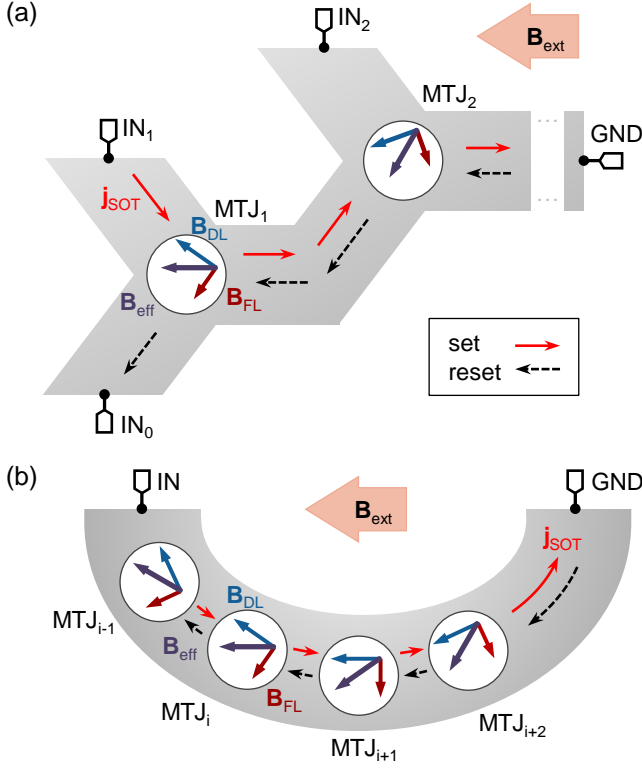 (a)
IN2
Bext
MTJ2
GND
IN1
jSOT
MTJ1
BDL
Beff
BFL
set
reset
IN0
(b)
IN
GND
Bext
jSOT
BDL
MTJi-1
Beff
BFL
MTJi
MTJi+2
MTJi+1